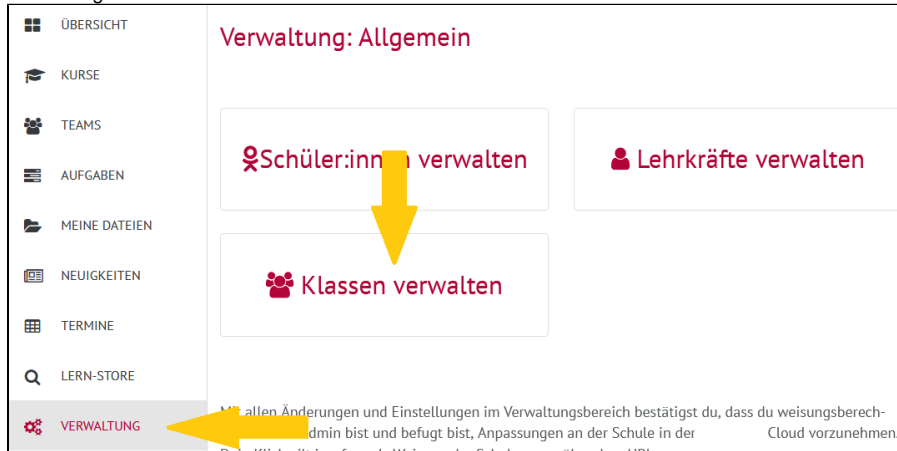 ÜBERSICHT
Verwaltung: Allgemein
KURSE
TEAMS
Schüler:innen verwalten
Lehrkräfte verwalten
AUFGABEN
MEINE DATEIEN
NEUIGKEITEN
Klassen verwalten
TERMINE
LERN-STORE
Mit allen Änderungen und Einstellungen im Verwaltungsbereich bestätigst du, dass du weisungsberech-
VERWALTUNG
dmin bist und befugt bist, Anpassungen an der Schule in der Cloud vorzunehmen.